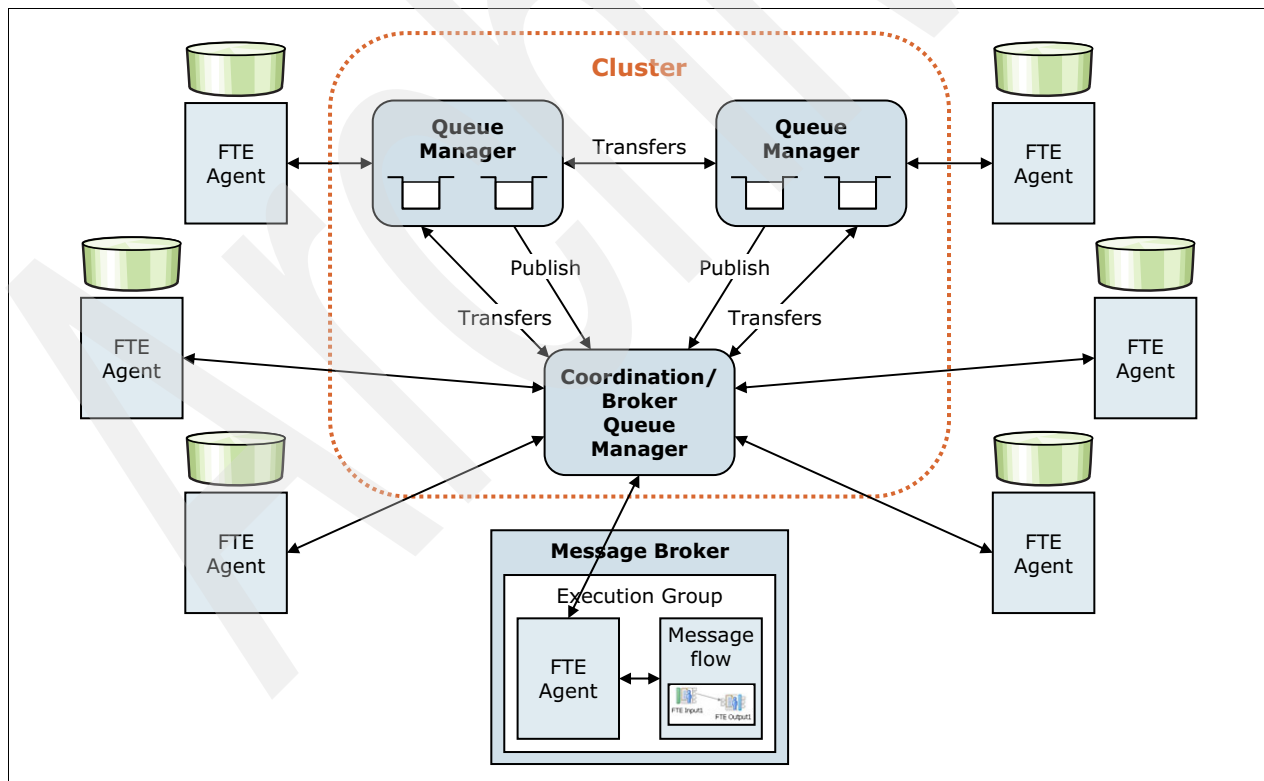 Cluster
FTE
Agent
Queue
Manager
Transfers
Queue
Manager
FTE
Agent
Publish
Publish
Transfers
Transfers
FTE
Agent
FTE
Agent
Coordination/
Broker
Queue
Manager
FTE
Agent
FTE
Agent
Message Broker
Execution Group
FTE
Agent
Message
flow
FTE Input1
FTE Output1